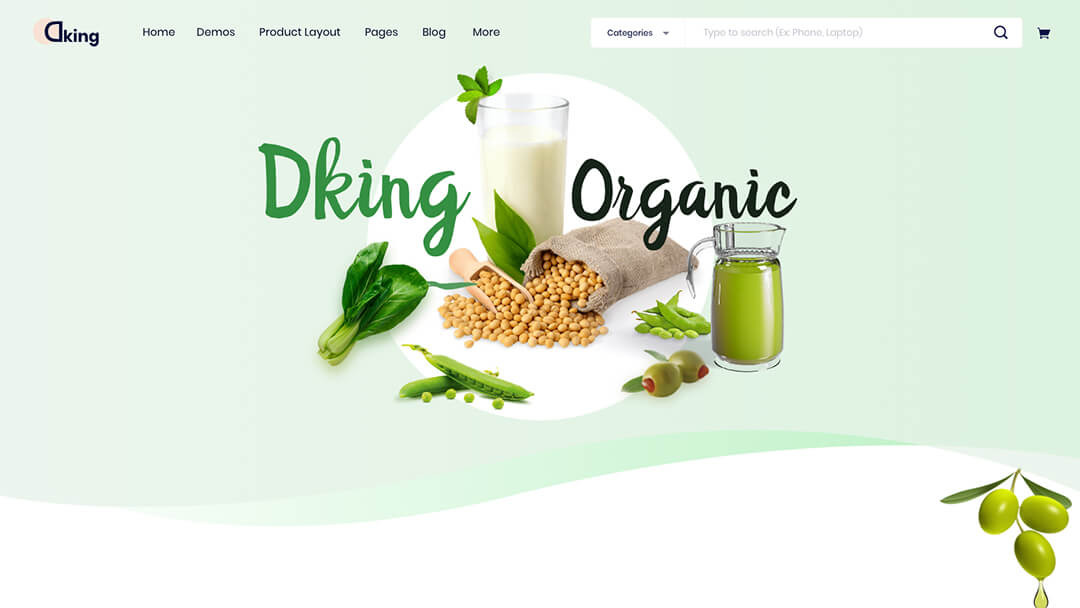 Dking
Home Demos Product Layout Pages Blog More
Categories
Type to search (Ex: Phone, Laptop)
Dking Organic